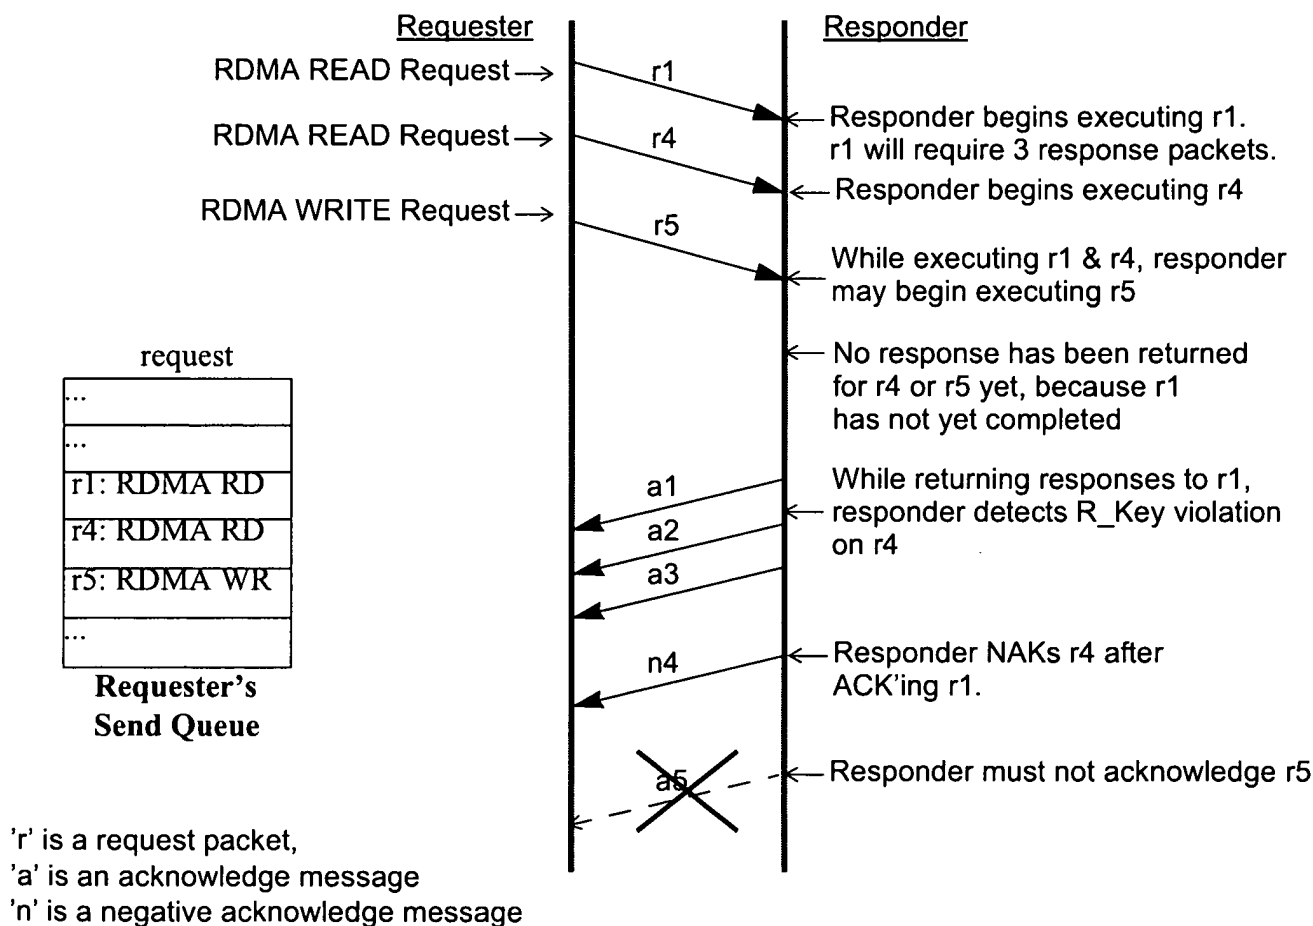 Requester
Responder
RDMA READ Request
r1
Responder begins executing r1.
r1 will require 3 response packets.
RDMA READ Request
r4
Responder begins executing r4
RDMA WRITE Request
r5
While executing r1 & r4, responder
may begin executing r5
No response has been returned
for r4 or r5 yet, because r1
has not yet completed
request
...
...
r1: RDMA RD
r4: RDMA RD
r5: RDMA WR
...
Requester's
Send Queue
a1
While returning responses to r1,
responder detects R_Key violation
on r4
a2
a3
n4
Responder NAKs r4 after
ACK'ing r1.
a5
Responder must not acknowledge r5
'r' is a request packet,
'a' is an acknowledge message
'n' is a negative acknowledge message